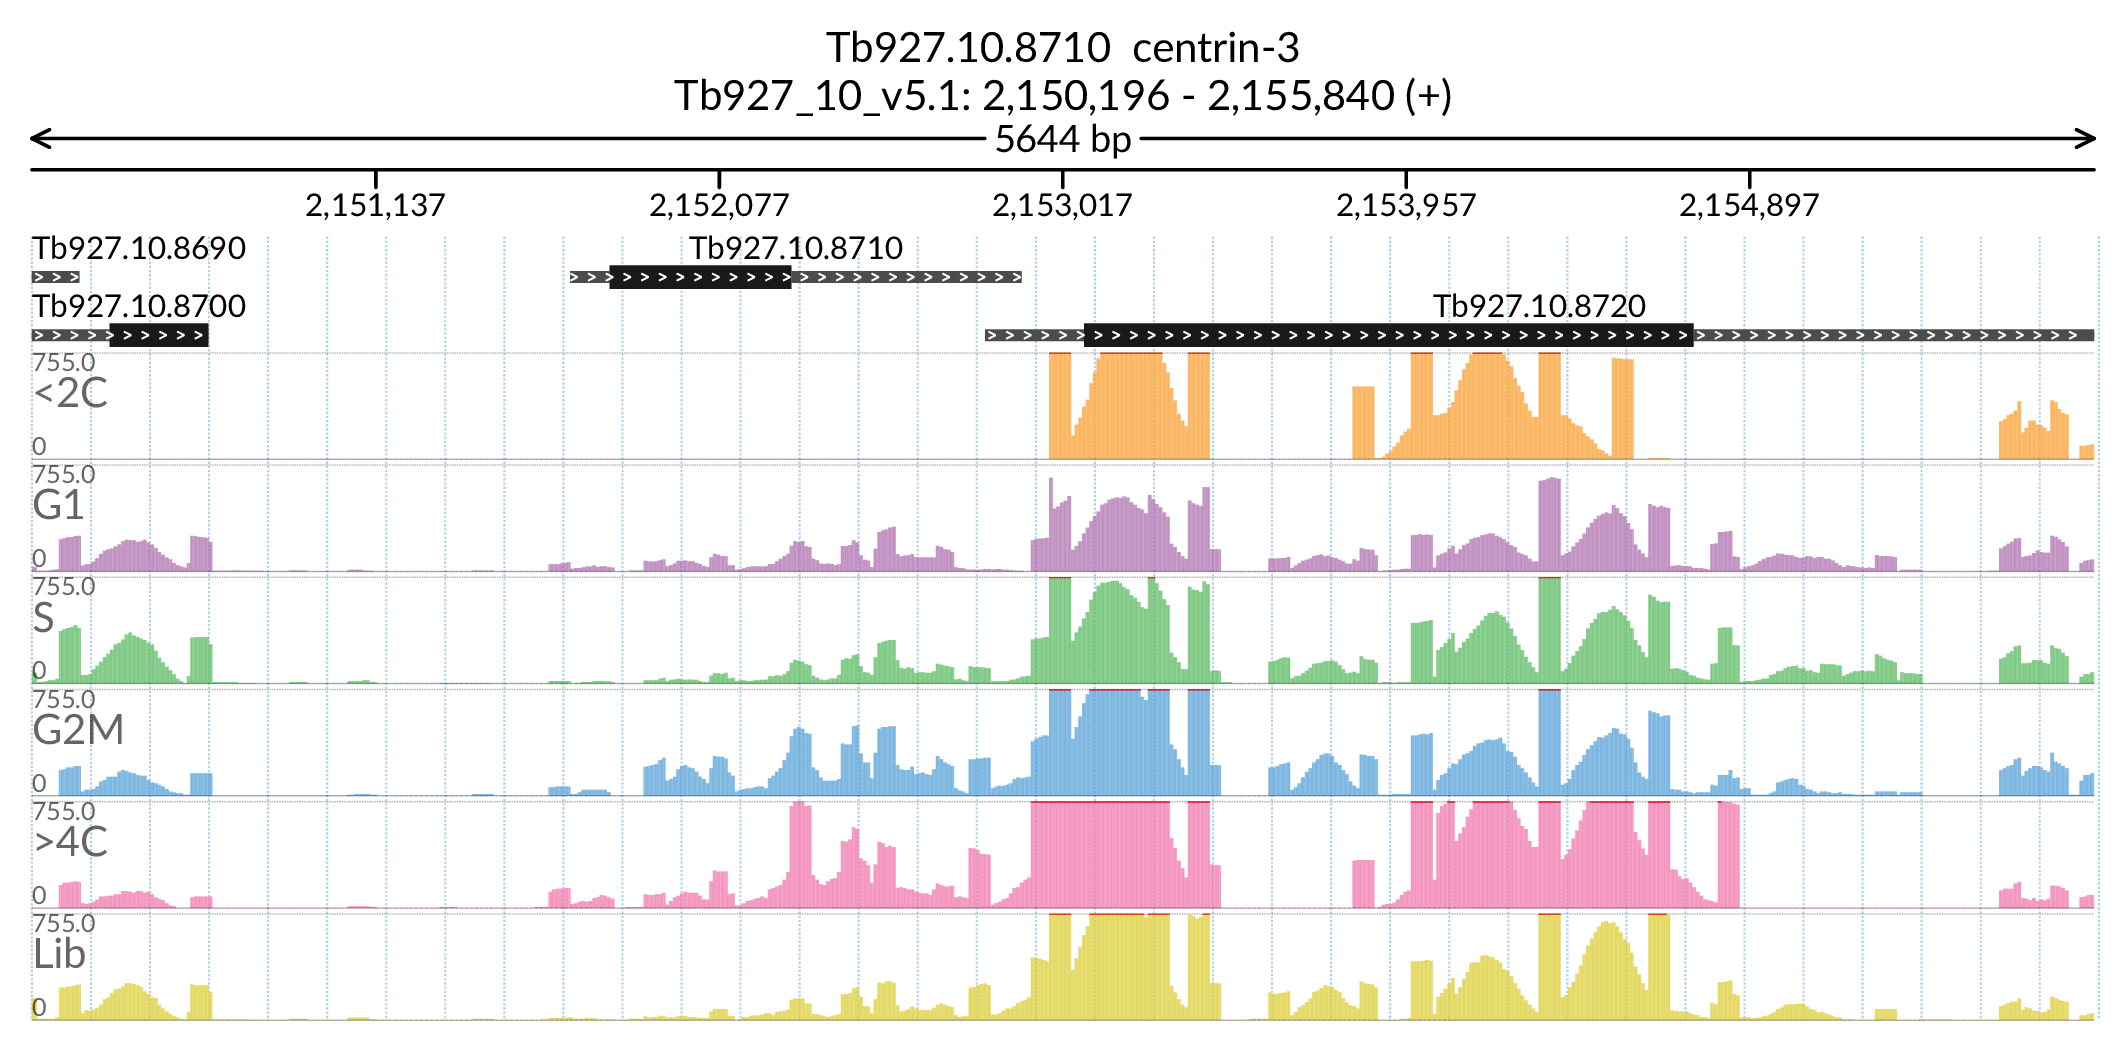 Tb927.10.8710  centrin-3
Tb927_10_v5.1: 2,150,196 - 2,155,840 (+)
5644 bp
2,151,137 2,152,077 2,153,017 2,153,957 2,154,897
Tb927.10.8690 Tb927.10.8710
Tb927.10.8700 Tb927.10.8720
755.0
<2C
0
755.0
G1
0
755.0
S
0
755.0
G2M
0
755.0
>4C
0
755.0
Lib
0